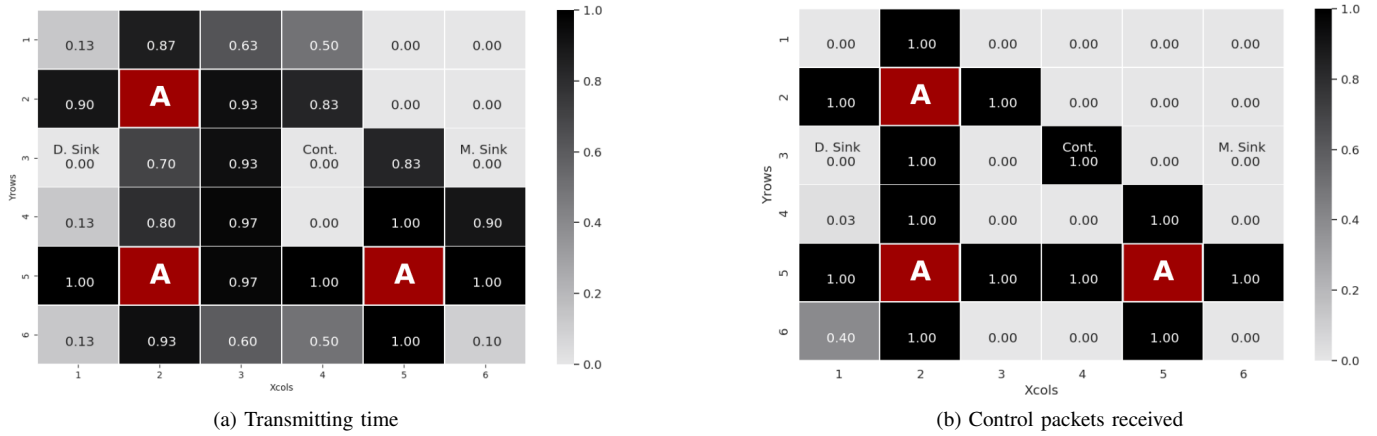 1 0.13 0.87 0.63 0.50 0.00 0.00
2 0.90 A 0.93 0.83 0.00 0.00
D. Sink Cont. M. Sink
3 0.00 0.70 0.93 0.00 0.83 0.00
4 0.13 0.80 0.97 0.00 1.00 0.90
5 1.00 A 0.97 1.00 A 1.00
6 0.13 0.93 0.60 0.50 1.00 0.10
1 2 3 4 5 6
Xcols
Yrows
1.0
0.8
0.6
0.4
0.2
0.0
(a) Transmitting time
1 0.00 1.00 0.00 0.00 0.00 0.00
2 1.00 A 1.00 0.00 0.00 0.00
D. Sink Cont. M. Sink
3 0.00 1.00 0.00 1.00 0.00 0.00
4 0.03 1.00 0.00 0.00 1.00 0.00
5 1.00 A 1.00 1.00 A 1.00
6 0.40 1.00 0.00 0.00 1.00 0.00
1 2 3 4 5 6
Xcols
Yrows
1.0
0.8
0.6
0.4
0.2
0.0
(b) Control packets received